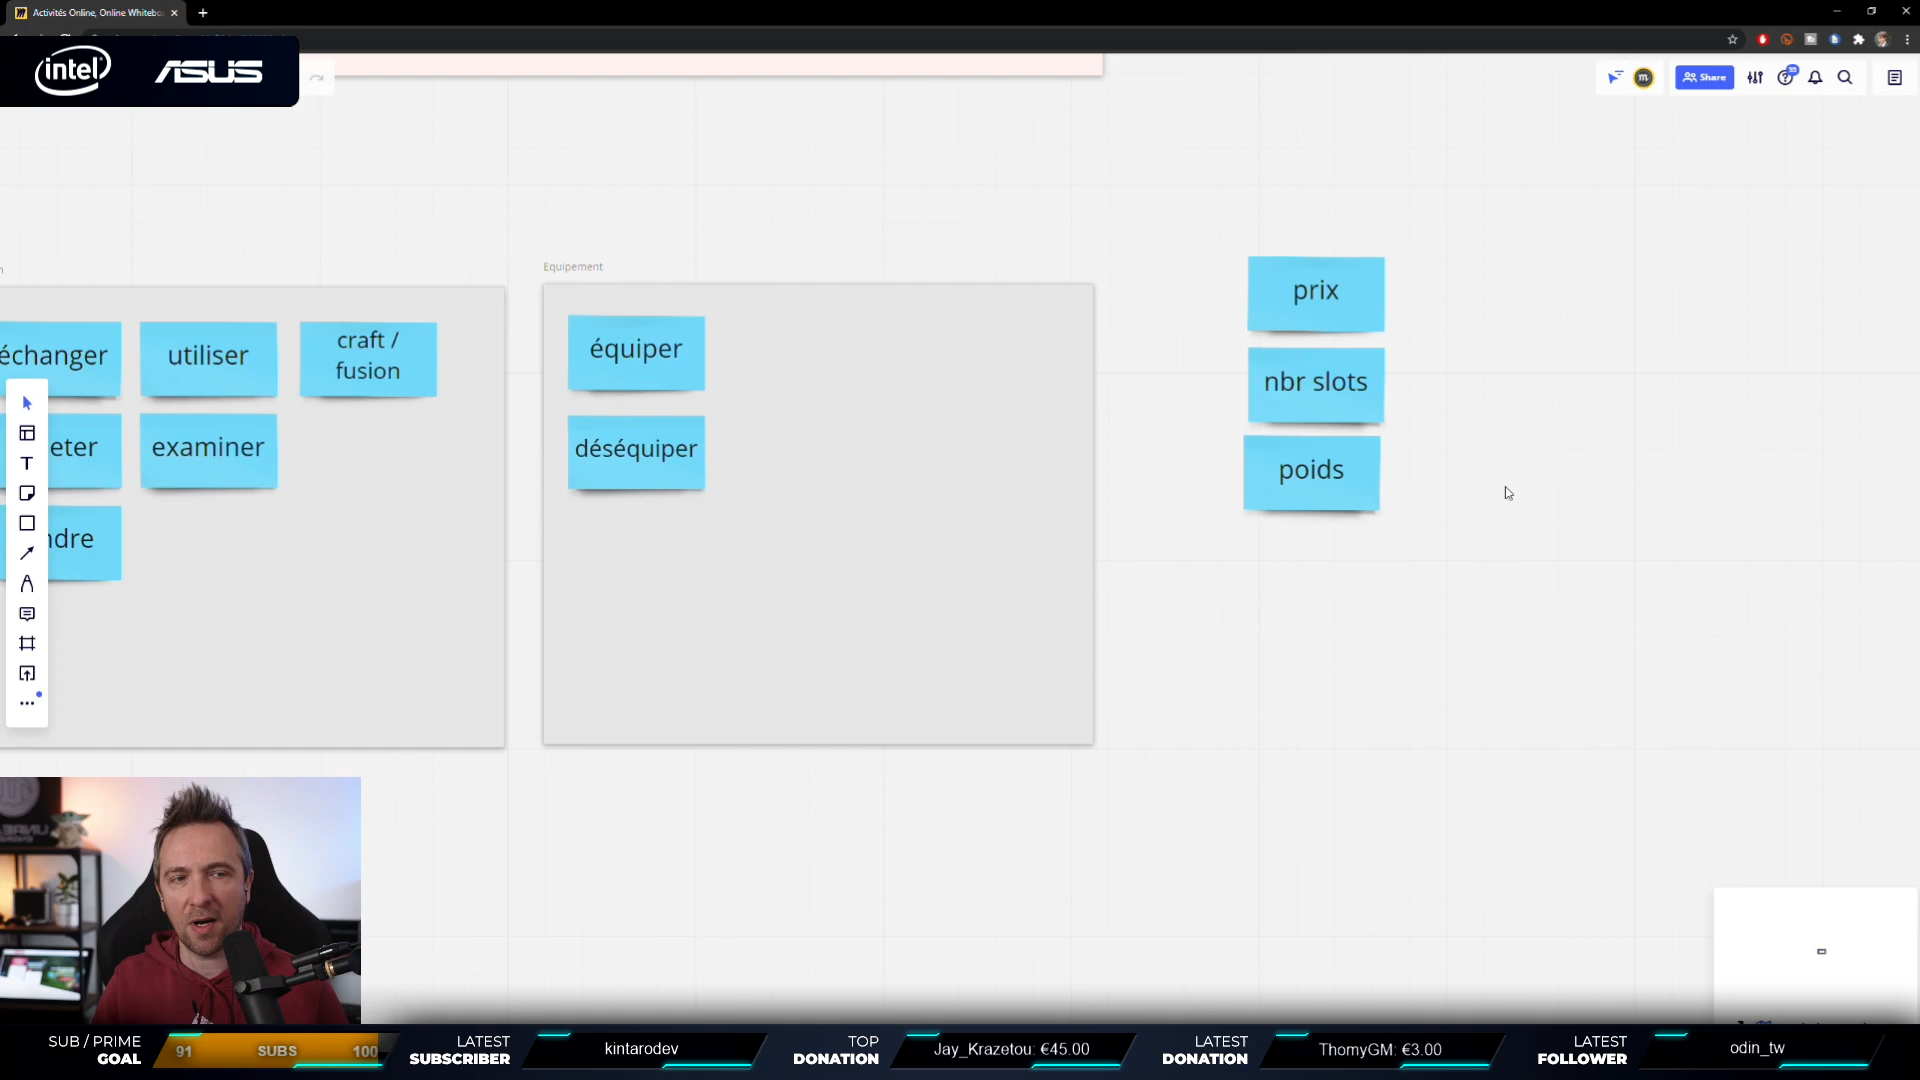 Activités Online, Online Whitebo
intel
ASUS
Share
m
Equipement
échanger
utiliser
craft /
fusion
eter
examiner
ndre
équiper
déséquiper
prix
nbr slots
poids
SUB / PRIME
GOAL
91
SUBS
100
LATEST
SUBSCRIBER
kintarodev
TOP
DONATION
Jay_Krazetou: €45.00
LATEST
DONATION
ThomyGM: €3.00
LATEST
FOLLOWER
odin_tw